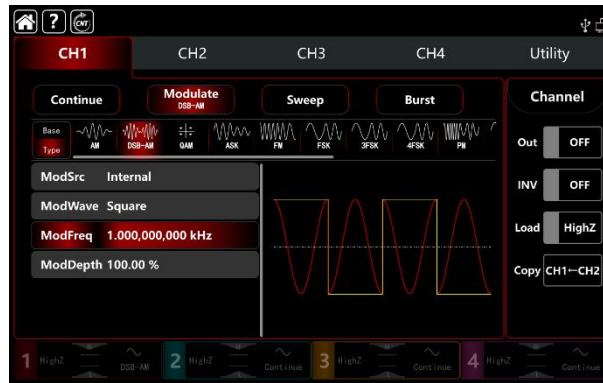 ? CNT
CH1 CH2 CH3 CH4 Utility
Continue Modulate DSB-AM Sweep Burst Channel
Base Type AM DSB-AM QAM ASK FM FSK 3FSK 4FSK PM
Out OFF
ModSrc Internal
INV OFF
ModWave Square
Load HighZ
ModFreq 1.000,000,000 kHz
ModDepth 100.00 %
Copy CH1←CH2
1 HighZ DSB-AM 2 HighZ Continue 3 HighZ Continue 4 HighZ Continue